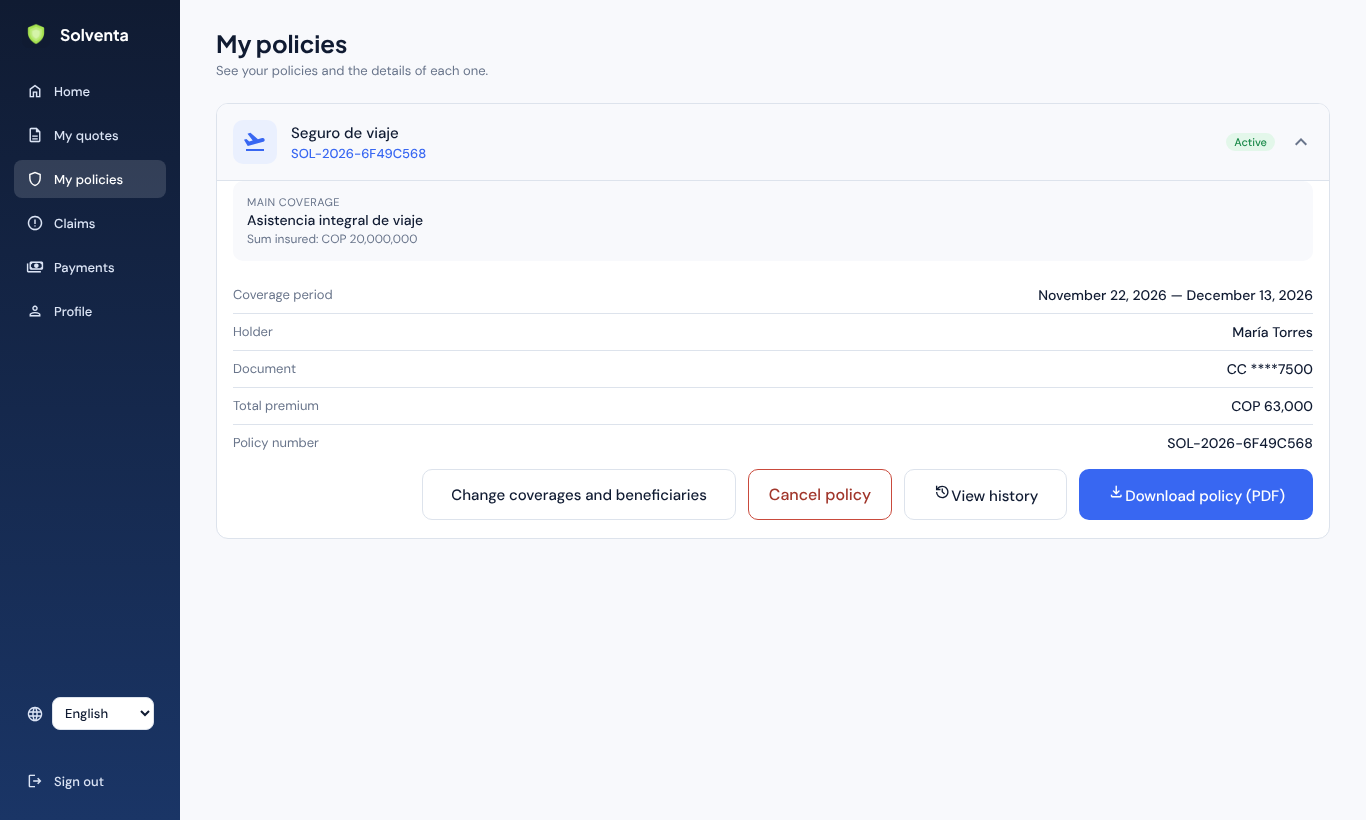 Solventa
Home
My quotes
My policies
Claims
Payments
Profile
English
Sign out
My policies
See your policies and the details of each one.
Seguro de viaje
SOL-2026-6F49C568
Active
MAIN COVERAGE
Asistencia integral de viaje
Sum insured: COP 20,000,000
Coverage period November 22, 2026 — December 13, 2026
Holder María Torres
Document CC ****7500
Total premium COP 63,000
Policy number SOL-2026-6F49C568
Change coverages and beneficiaries Cancel policy View history Download policy (PDF)